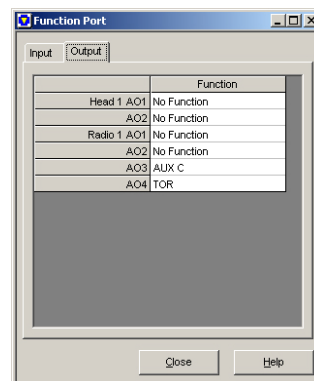 Function Port
Input Output
Function
Head 1 AO1 No Function
AO2 No Function
Radio 1 AO1 No Function
AO2 No Function
AO3 AUX C
AO4 TOR
Close Help